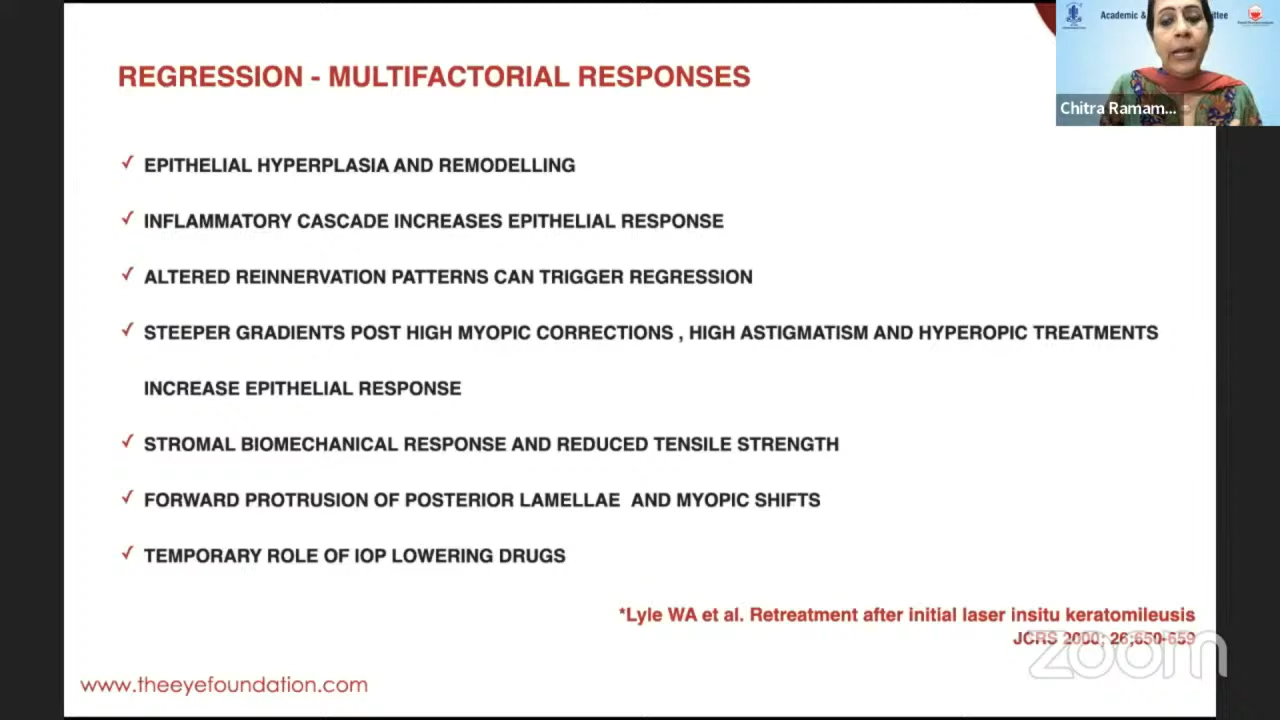 Academic &
ttee
Chitra Ramam...
REGRESSION - MULTIFACTORIAL RESPONSES
✓ EPITHELIAL HYPERPLASIA AND REMODELLING
✓ INFLAMMATORY CASCADE INCREASES EPITHELIAL RESPONSE
✓ ALTERED REINNERVATION PATTERNS CAN TRIGGER REGRESSION
✓ STEEPER GRADIENTS POST HIGH MYOPIC CORRECTIONS , HIGH ASTIGMATISM AND HYPEROPIC TREATMENTS
INCREASE EPITHELIAL RESPONSE
✓ STROMAL BIOMECHANICAL RESPONSE AND REDUCED TENSILE STRENGTH
✓ FORWARD PROTRUSION OF POSTERIOR LAMELLAE AND MYOPIC SHIFTS
✓ TEMPORARY ROLE OF IOP LOWERING DRUGS
*Lyle WA et al. Retreatment after initial laser insitu keratomileusis
JCRS 2000; 26;650-659
zoom
www.theeyefoundation.com